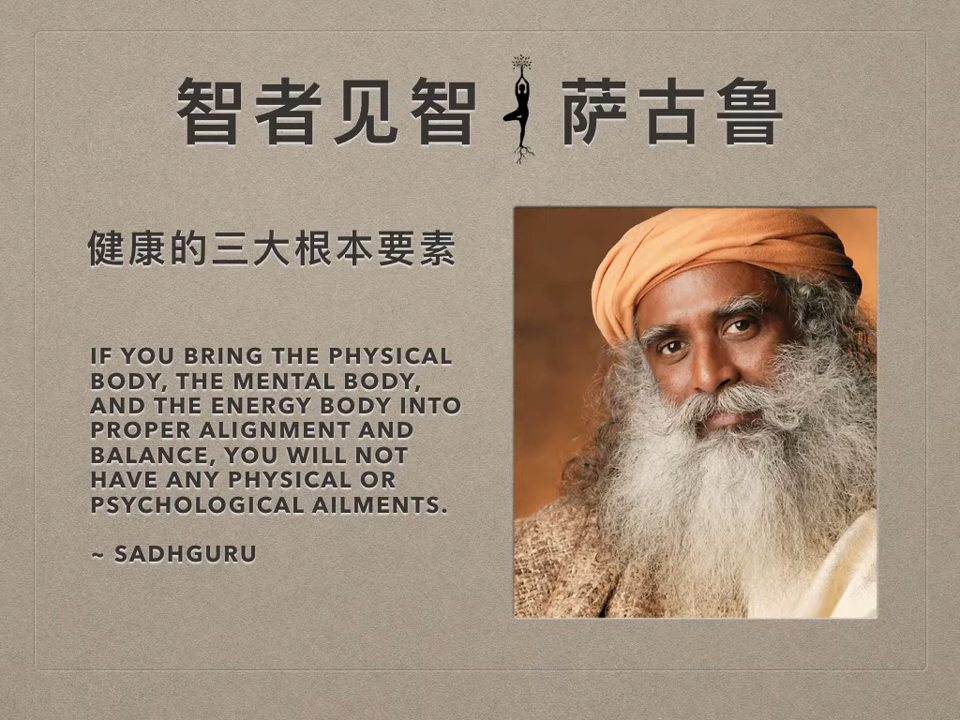 智者见智 萨古鲁
健康的三大根本要素
IF YOU BRING THE PHYSICAL
BODY, THE MENTAL BODY,
AND THE ENERGY BODY INTO
PROPER ALIGNMENT AND
BALANCE, YOU WILL NOT
HAVE ANY PHYSICAL OR
PSYCHOLOGICAL AILMENTS.
~ SADHGURU